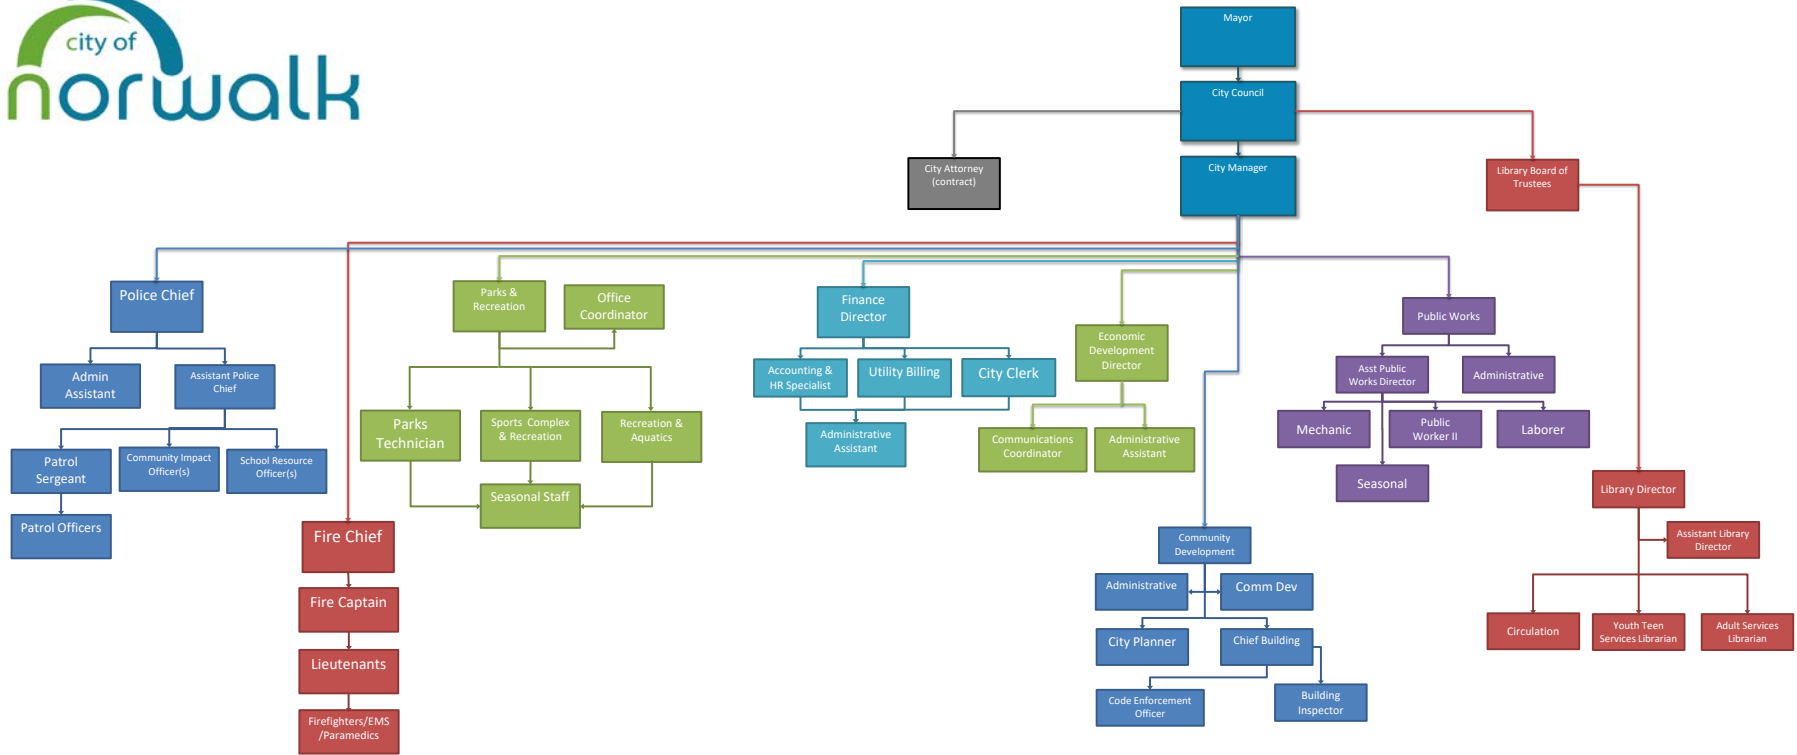 city of
norwalk
Mayor
City Council
City Attorney
(contract)
City Manager
Library Board of
Trustees
Police Chief
Parks &
Recreation
Office
Coordinator
Finance
Director
Economic
Development
Director
Public Works
Admin
Assistant
Assistant Police
Chief
Accounting &
HR Specialist
Utility Billing
City Clerk
Asst Public
Works Director
Administrative
Parks
Technician
Sports Complex
& Recreation
Recreation &
Aquatics
Administrative
Assistant
Communications
Coordinator
Administrative
Assistant
Mechanic
Public
Worker II
Laborer
Patrol
Sergeant
Community Impact
Officer(s)
School Resource
Officer(s)
Seasonal Staff
Seasonal
Library Director
Patrol Officers
Fire Chief
Community
Development
Assistant Library
Director
Fire Captain
Administrative
Comm Dev
City Planner
Chief Building
Circulation
Youth Teen
Services Librarian
Adult Services
Librarian
Lieutenants
Code Enforcement
Officer
Building
Inspector
Firefighters/EMS
/Paramedics